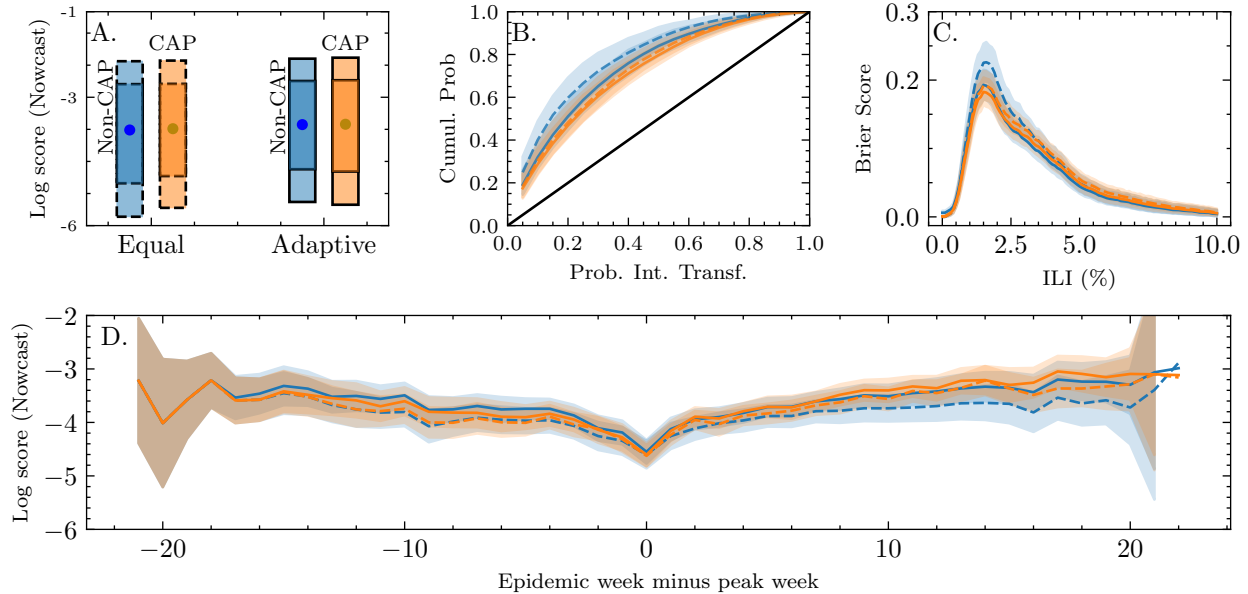 A.
-1
-3
-6
Log score (Nowcast)
Non-CAP
CAP
Non-CAP
CAP
Equal
Adaptive
B.
1.0
0.8
0.6
0.4
0.2
0.0
Cumul. Prob
0.0
0.2
0.4
0.6
0.8
1.0
Prob. Int. Transf.
C.
0.3
0.2
0.0
Brier Score
0.0
2.5
5.0
10.0
ILI (%)
D.
−2
−3
−4
−5
−6
Log score (Nowcast)
−20
−10
0
10
20
Epidemic week minus peak week